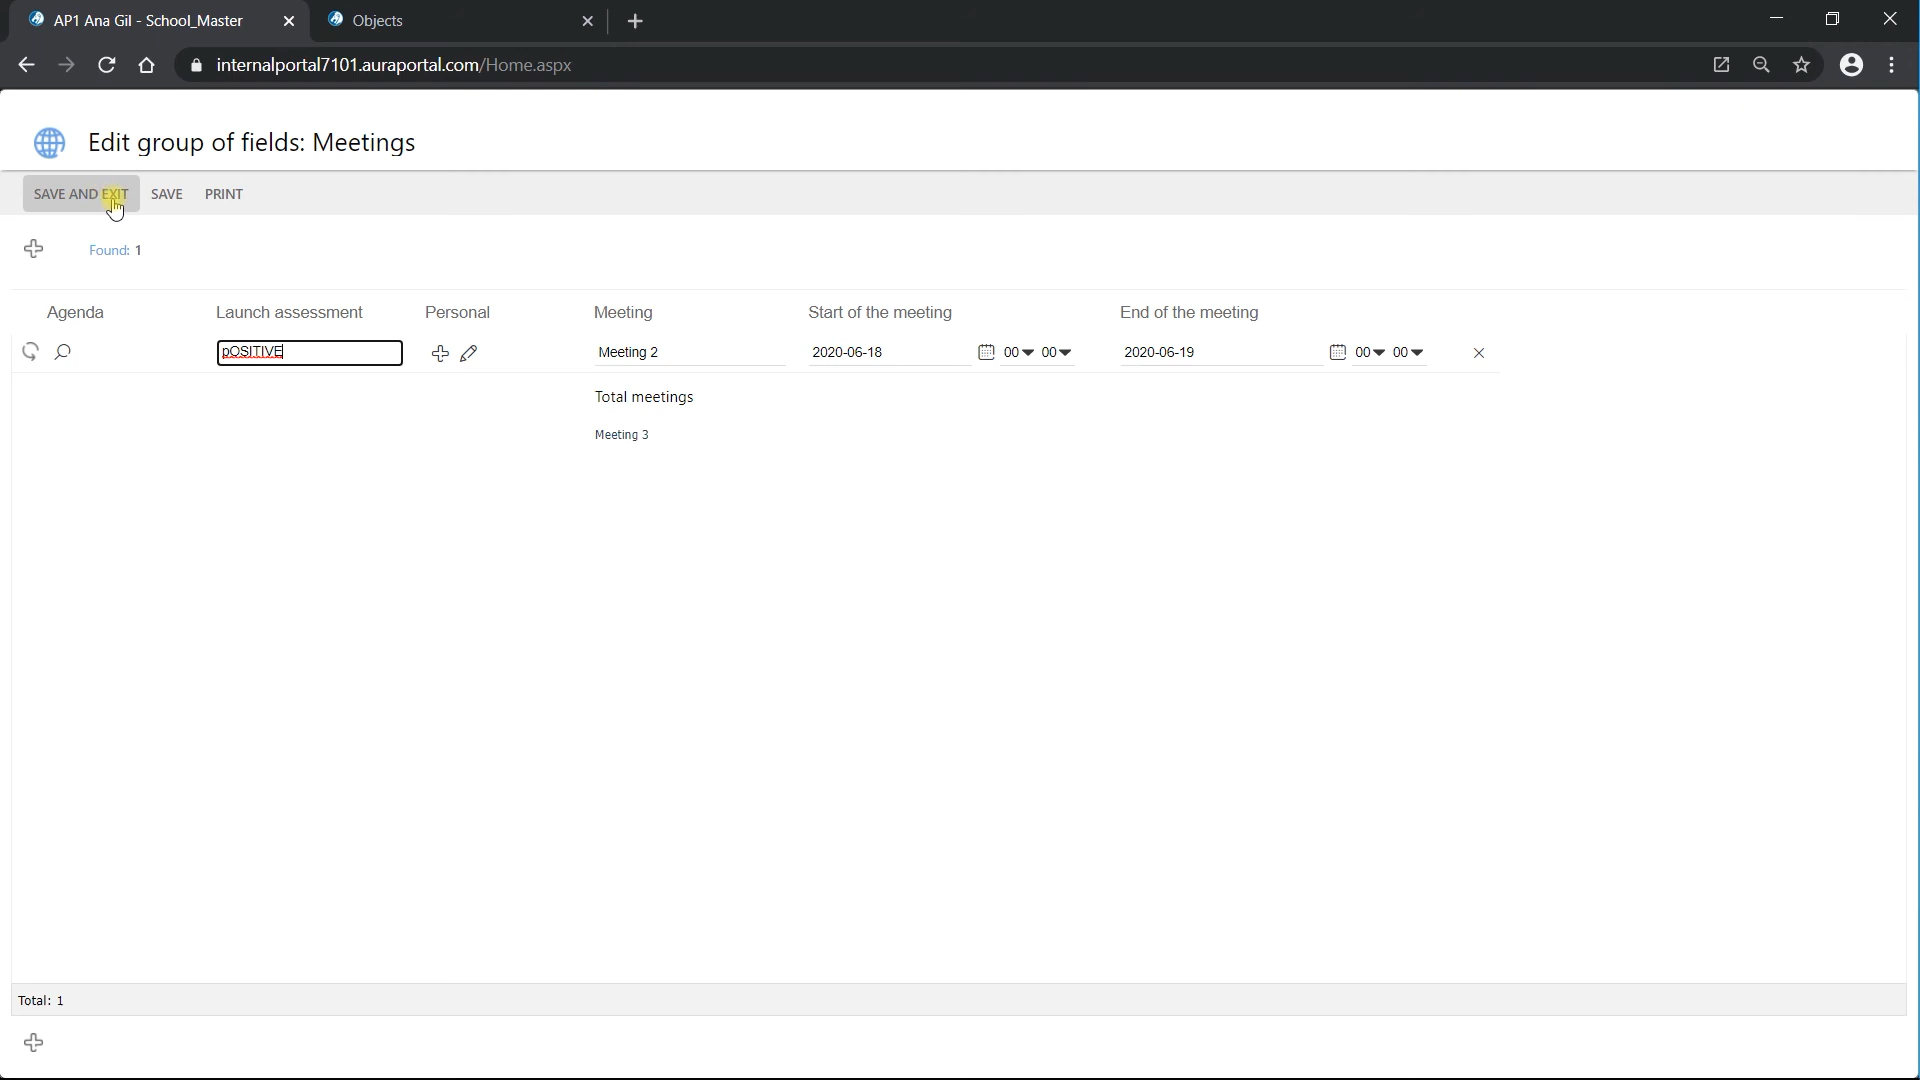 AP1 Ana Gil - School_Master
Objects
internalportal7101.auraportal.com/Home.aspx
Edit group of fields: Meetings
SAVE AND EXIT SAVE PRINT
Found: 1
Agenda Launch assessment Personal Meeting Start of the meeting End of the meeting
pOSITIVE Meeting 2 2020-06-18 00 00 2020-06-19 00 00
Total meetings
Meeting 3
Total: 1